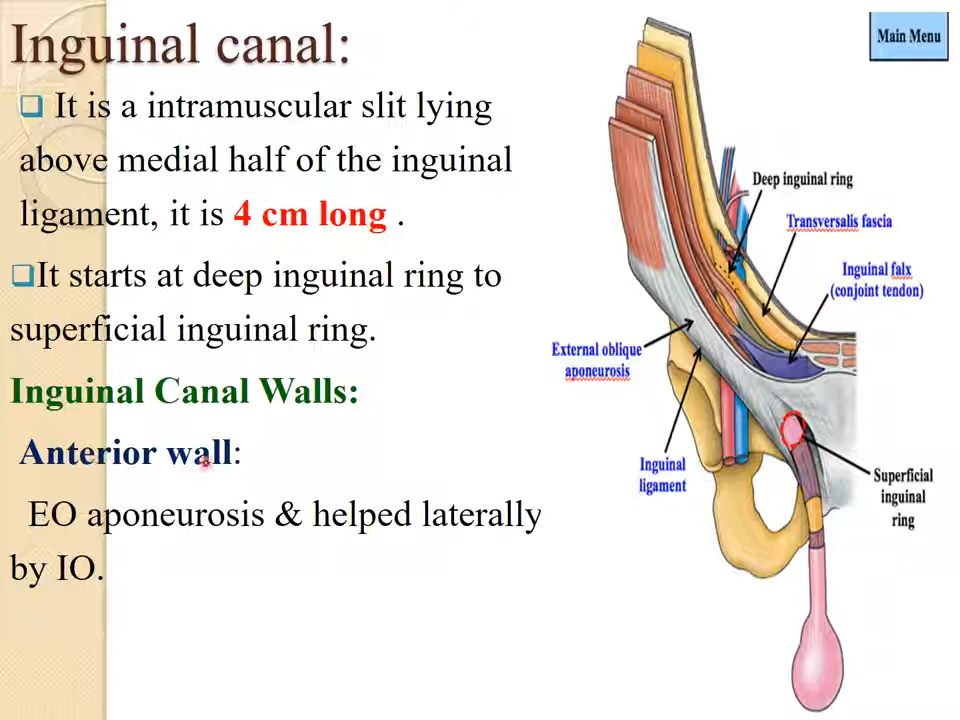 Inguinal canal:
Main Menu
❑ It is a intramuscular slit lying
above medial half of the inguinal
ligament, it is 4 cm long .
❑It starts at deep inguinal ring to
superficial inguinal ring.
Inguinal Canal Walls:
Anterior wall:
EO aponeurosis & helped laterally
by IO.
Deep inguinal ring
Transversalis fascia
Inguinal falx
(conjoint tendon)
External oblique
aponeurosis
Inguinal
ligament
Superficial
inguinal
ring